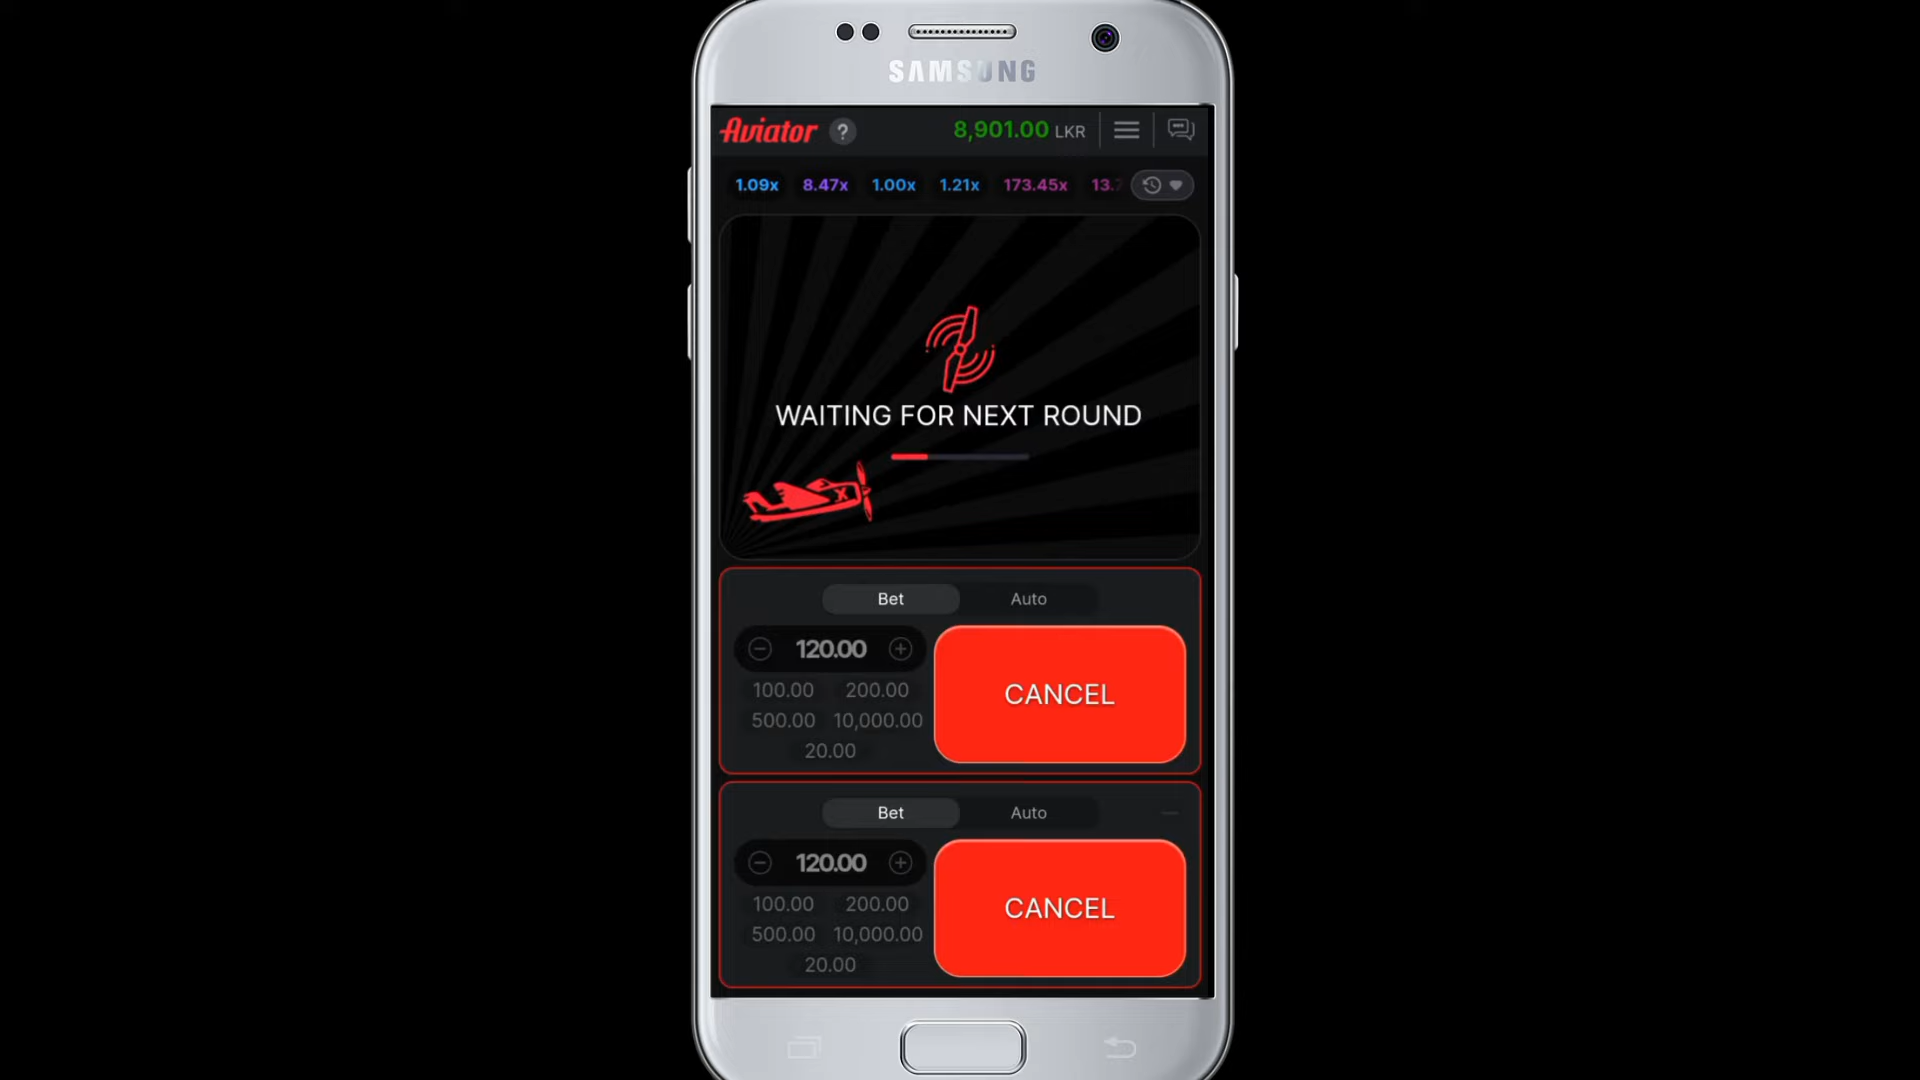 SAMSUNG
Aviator ? 8,901.00 LKR
1.09x 8.47x 1.00x 1.21x 173.45x 13.7
WAITING FOR NEXT ROUND
X
Bet Auto
120.00
100.00 200.00
500.00 10,000.00
20.00
CANCEL
Bet Auto
120.00
100.00 200.00
500.00 10,000.00
20.00
CANCEL